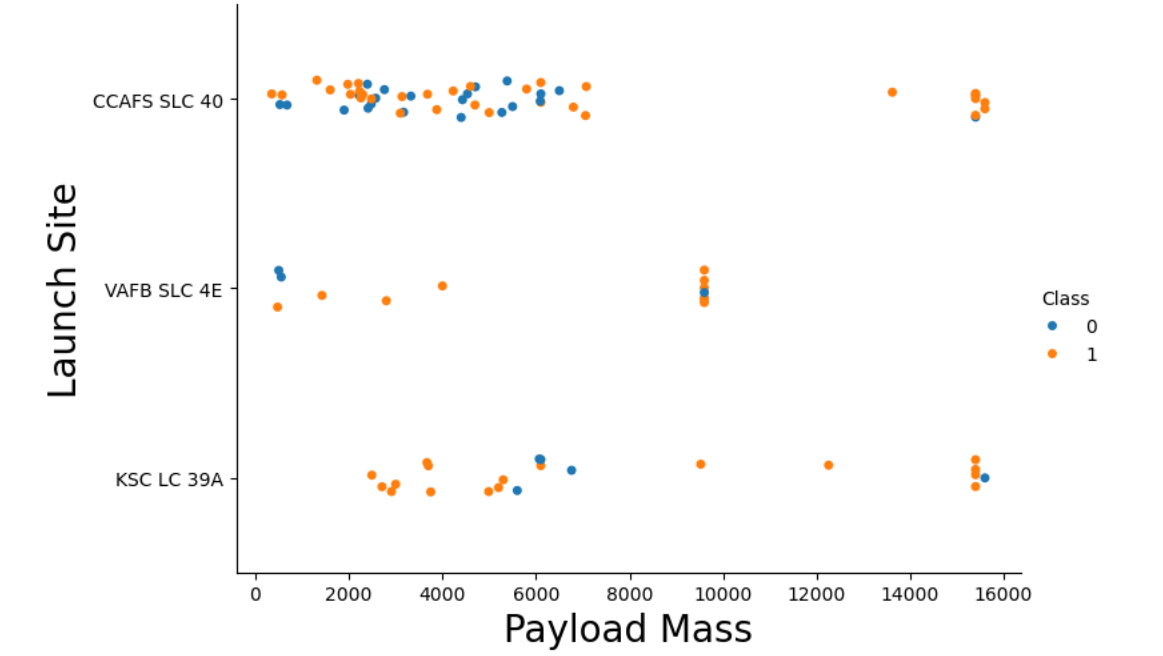 CCAFS SLC 40
VAFB SLC 4E
KSC LC 39A
Launch Site
0 2000 4000 6000 8000 10000 12000 14000 16000
Payload Mass
Class
0
1